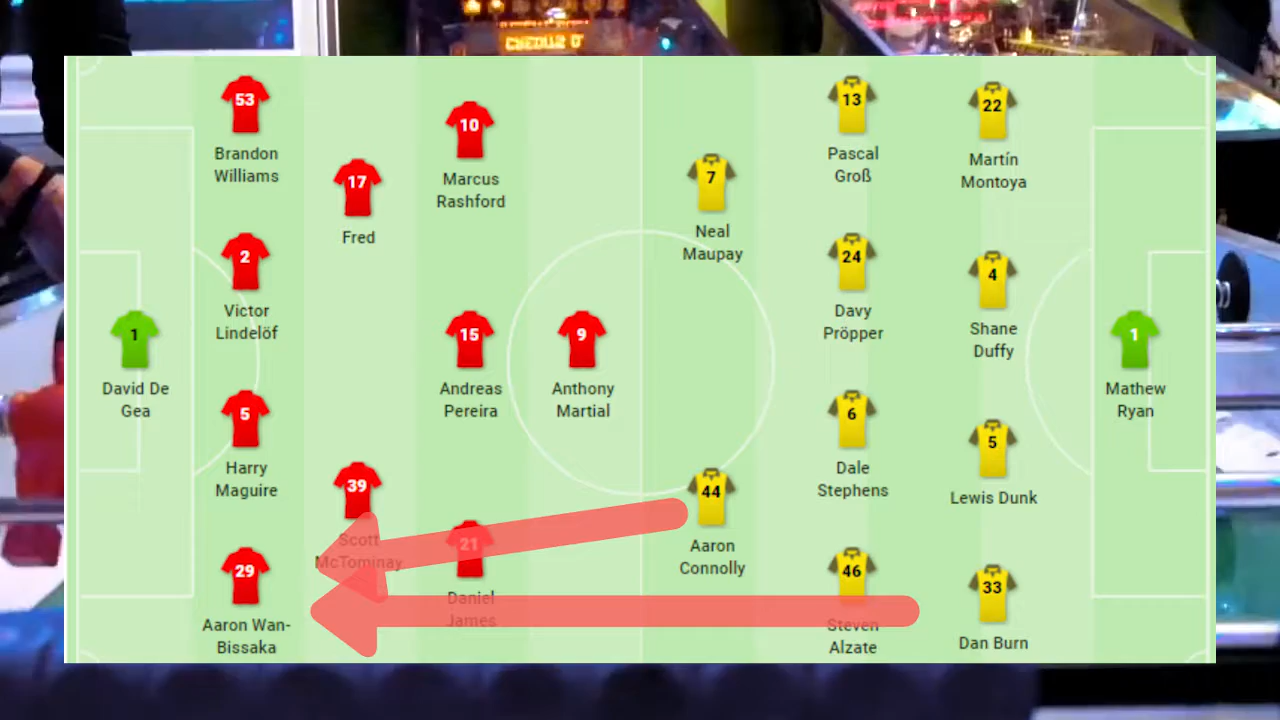 CREDITS 0
53
Brandon
Williams
2
Victor
Lindelöf
1
David De
Gea
5
Harry
Maguire
29
Aaron Wan-
Bissaka
17
Fred
39
Scott
McTominay
10
Marcus
Rashford
15
Andreas
Pereira
21
Daniel
James
9
Anthony
Martial
7
Neal
Maupay
44
Aaron
Connolly
13
Pascal
Groß
24
Davy
Pröpper
6
Dale
Stephens
46
Steven
Alzate
22
Martín
Montoya
4
Shane
Duffy
5
Lewis Dunk
33
Dan Burn
1
Mathew
Ryan